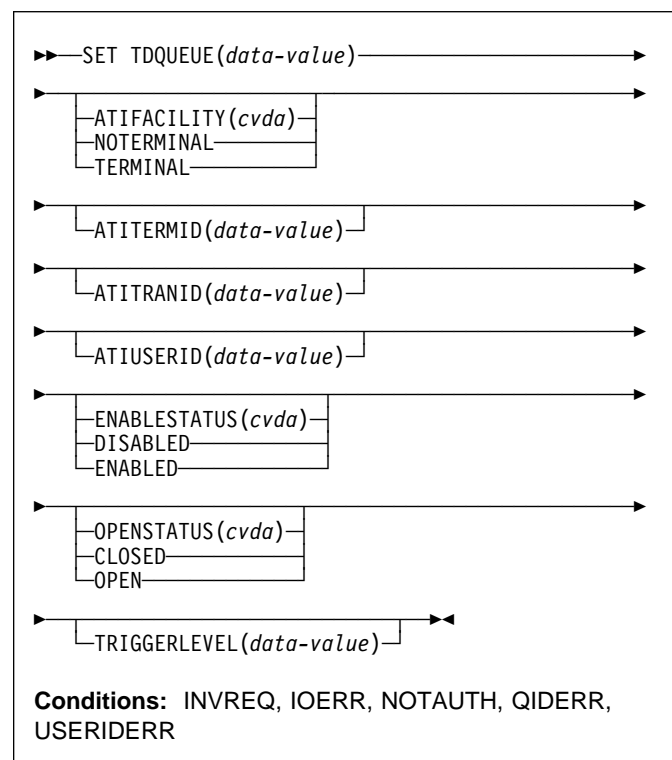 SET TDQUEUE(data-value)
ATIFACILITY(cvda)
NOTERMINAL
TERMINAL
ATITERMID(data-value)
ATITRANID(data-value)
ATIUSERID(data-value)
ENABLESTATUS(cvda)
DISABLED
ENABLED
OPENSTATUS(cvda)
CLOSED
OPEN
TRIGGERLEVEL(data-value)
Conditions: INVREQ, IOERR, NOTAUTH, QIDERR,
USERIDERR